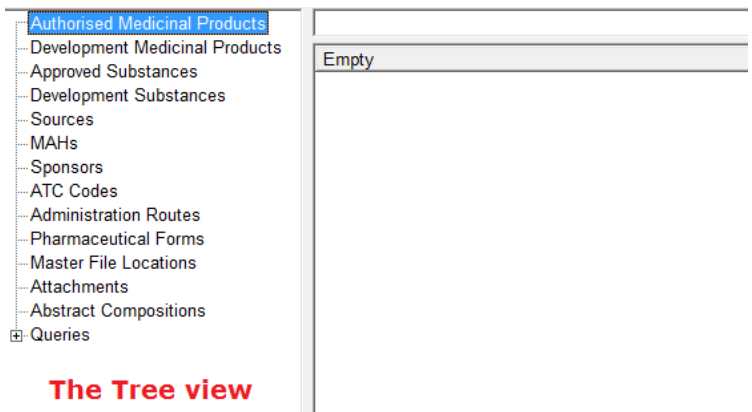 Authorised Medicinal Products
Development Medicinal Products
Approved Substances
Development Substances
Sources
MAHs
Sponsors
ATC Codes
Administration Routes
Pharmaceutical Forms
Master File Locations
Attachments
Abstract Compositions
Queries
The Tree view
Empty